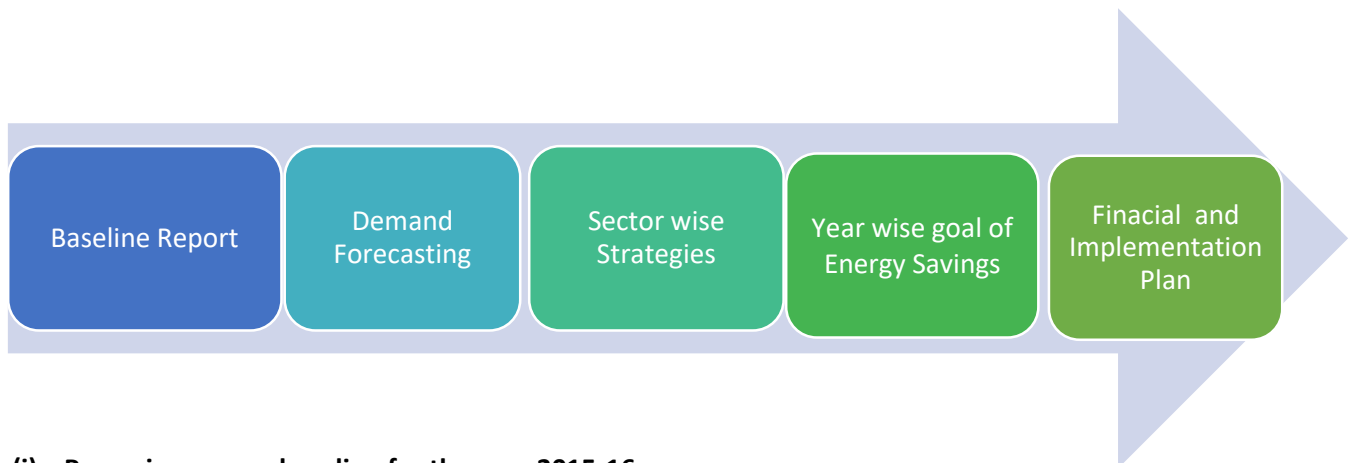 Baseline Report
Demand
Forecasting
Sector wise
Strategies
Year wise goal of
Energy Savings
Finacial and
Implementation
Plan